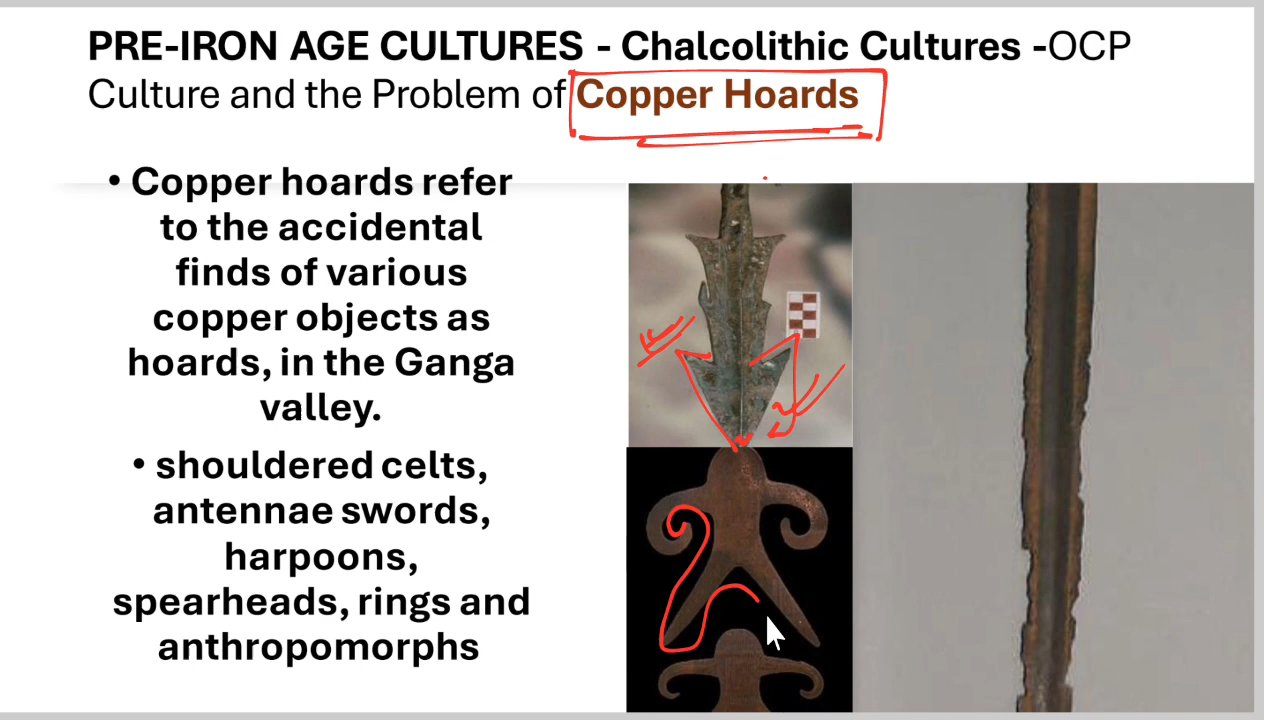 PRE-IRON AGE CULTURES - Chalcolithic Cultures -OCP
Culture and the Problem of Copper Hoards
• Copper hoards refer
to the accidental
finds of various
copper objects as
hoards, in the Ganga
valley.
• shouldered celts,
antennae swords,
harpoons,
spearheads, rings and
anthropomorphs